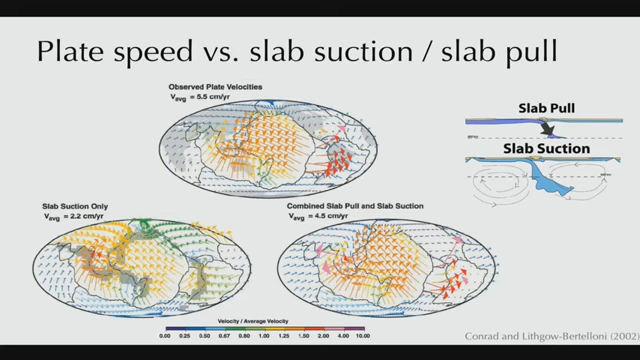 Plate speed vs. slab suction / slab pull
Observed Plate Velocities
Vavg = 5.5 cm/yr
Slab Pull
Slab Suction
Slab Suction Only
Vavg = 2.2 cm/yr
Combined Slab Pull and Slab Suction
Vavg = 4.5 cm/yr
Velocity / Average Velocity
0.00 0.25 0.50 0.67 0.80 1.00 1.25 1.50 2.00 4.00 10.00
Conrad and Lithgow-Bertelloni (2002)